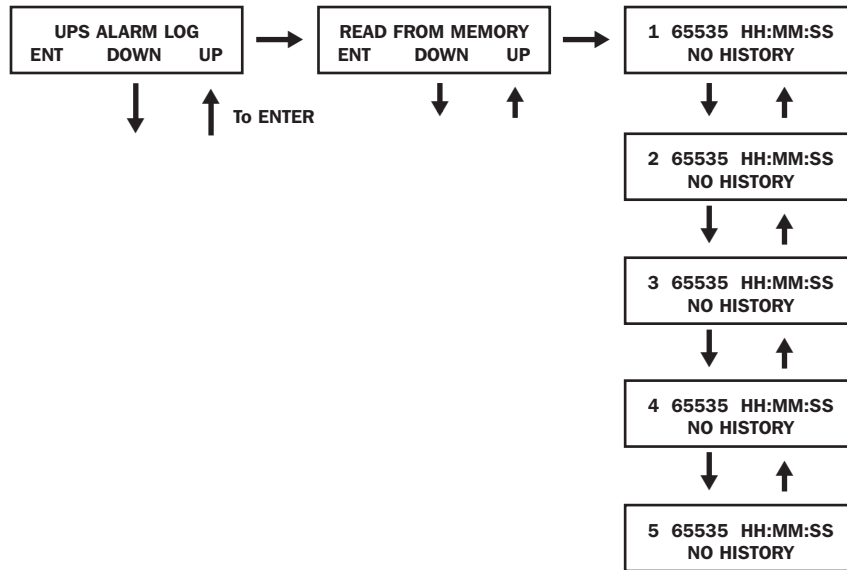 UPS ALARM LOG
ENT DOWN UP
To ENTER
READ FROM MEMORY
ENT DOWN UP
1 65535 HH:MM:SS
NO HISTORY
2 65535 HH:MM:SS
NO HISTORY
3 65535 HH:MM:SS
NO HISTORY
4 65535 HH:MM:SS
NO HISTORY
5 65535 HH:MM:SS
NO HISTORY